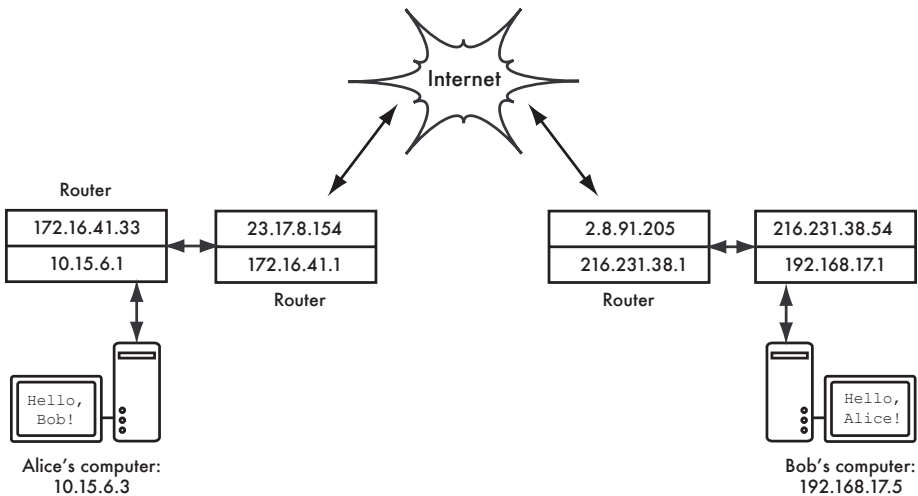 Internet
Router
172.16.41.33
10.15.6.1
23.17.8.154
172.16.41.1
Router
2.8.91.205
216.231.38.1
Router
216.231.38.54
192.168.17.1
Hello,
Bob!
Alice's computer:
10.15.6.3
Hello,
Alice!
Bob's computer:
192.168.17.5